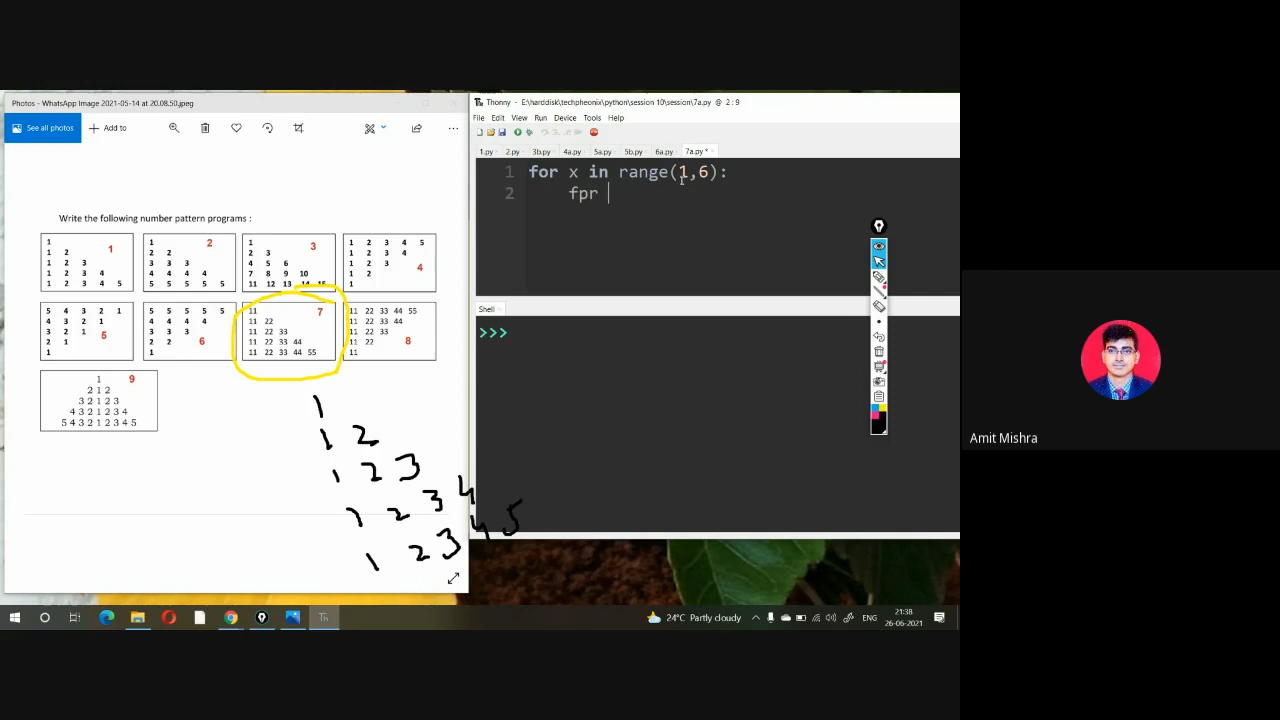 Photos - WhatsApp Image 2021-05-14 at 20.08.50.jpeg
See all photos
Add to
Write the following number pattern programs :
1
1 2
1 2 3
1 2 3 4
1 2 3 4 5
1
1
2 2
3 3 3
4 4 4 4
5 5 5 5 5
2
1
2 3
4 5 6
7 8 9 10
11 12 13 14 15
3
1 2 3 4 5
1 2 3 4
1 2 3
1 2
1
4
5 4 3 2 1
4 3 2 1
3 2 1
2 1
1
5
5 5 5 5 5
4 4 4 4
3 3 3
2 2
1
6
11
11 22
11 22 33
11 22 33 44
11 22 33 44 55
7
11 22 33 44 55
11 22 33 44
11 22 33
11 22
11
8
1
2 1 2
3 2 1 2 3
4 3 2 1 2 3 4
5 4 3 2 1 2 3 4 5
9
1
1 2
1 2 3
1 2 3 4
1 2 3 4 5
Th Thonny - E:\harddisk\techpheonix\python\session 10\session\7a.py @ 2 : 9
File Edit View Run Device Tools Help
1.py 2.py 3b.py 4a.py 5a.py 5b.py 6a.py 7a.py *
1 for x in range(1,6):
2 fpr
Shell
>>>
Amit Mishra
24°C Partly cloudy
ENG
21:38
26-06-2021